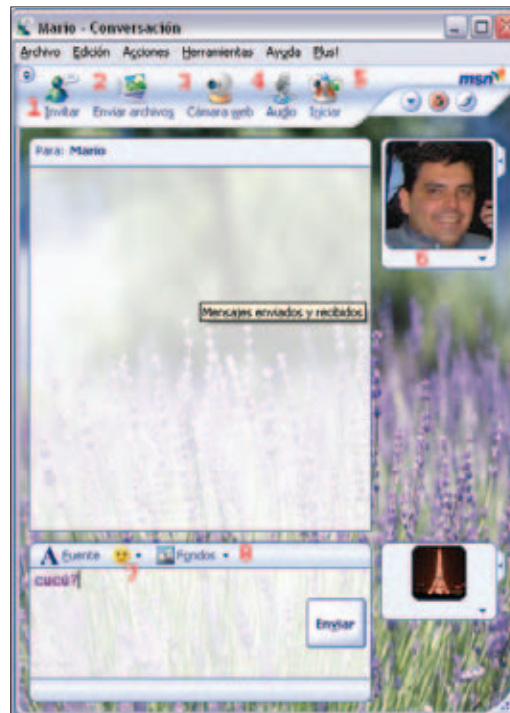 Mario - Conversación
Archivo Edición Acciones Herramientas Ayuda Plus!
msn
1 Invitar 2 Enviar archivos 3 Cámara web 4 Audio Iniciar 5
Para: Mario
6
Mensajes enviados y recibidos
A Fuente 7 Fondos 8
cucú?
Enviar